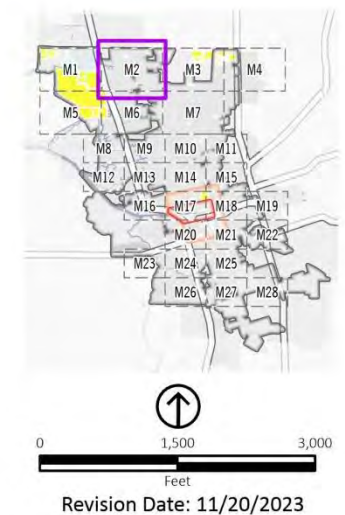 M1 M2 M3 M4
M5 M6 M7
M8 M9 M10 M11
M12 M13 M14 M15
M16 M17 M18 M19
M20 M21 M22
M23 M24 M25
M26 M27 M28
0 1,500 3,000
Feet
Revision Date: 11/20/2023